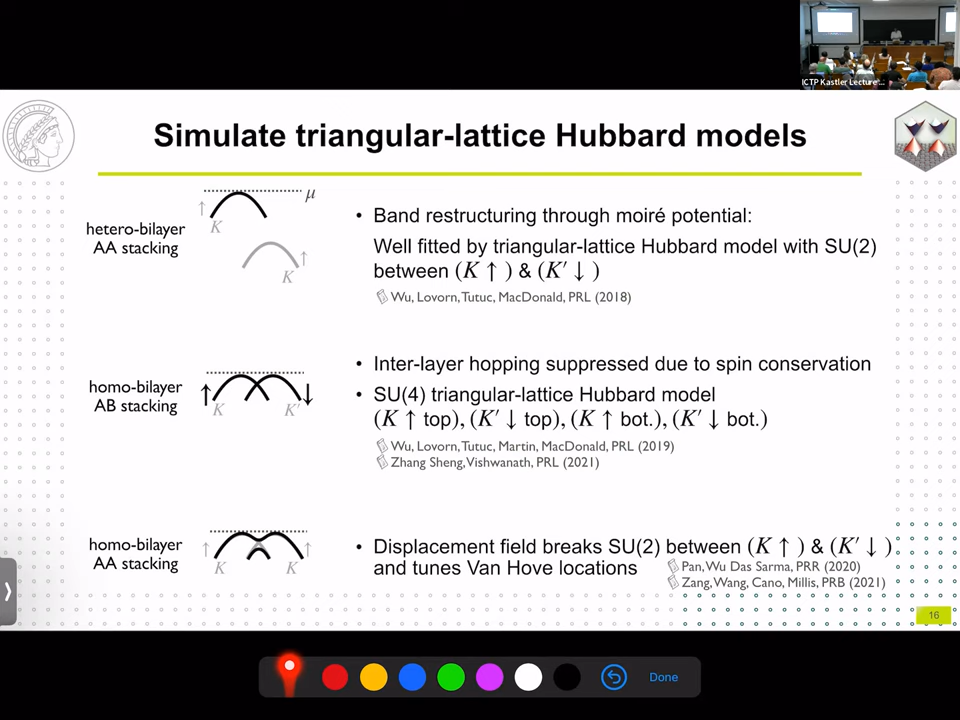 ICTP Kastler Lecture ...
Simulate triangular-lattice Hubbard models
hetero-bilayer
AA stacking
↑
K
μ
K
↑
• Band restructuring through moiré potential:
Well fitted by triangular-lattice Hubbard model with SU(2)
between (K ↑ ) & (K′ ↓ )
Wu, Lovorn, Tutuc, MacDonald, PRL (2018)
homo-bilayer
AB stacking
↑
K
K′
↓
• Inter-layer hopping suppressed due to spin conservation
• SU(4) triangular-lattice Hubbard model
(K ↑ top), (K′ ↓ top), (K ↑ bot.), (K′ ↓ bot.)
Wu, Lovorn, Tutuc, Martin, MacDonald, PRL (2019)
Zhang Sheng, Vishwanath, PRL (2021)
homo-bilayer
AA stacking
↑
K
K
↑
• Displacement field breaks SU(2) between (K ↑ ) & (K′ ↓ )
and tunes Van Hove locations
Pan, Wu Das Sarma, PRR (2020)
Zang, Wang, Cano, Millis, PRB (2021)
16
Done